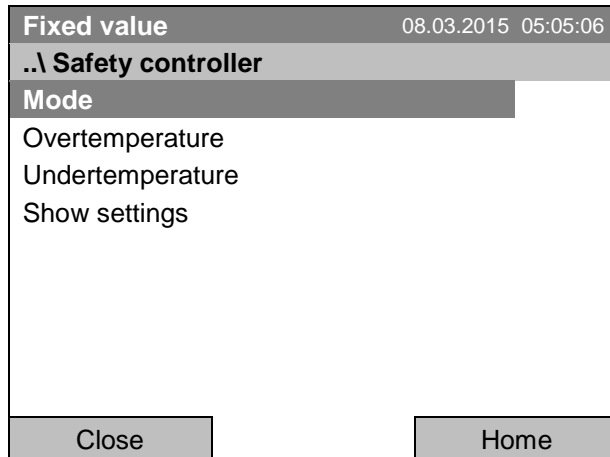 Fixed value 08.03.2015 05:05:06
..\ Safety controller
Mode
Overtemperature
Undertemperature
Show settings
Close Home